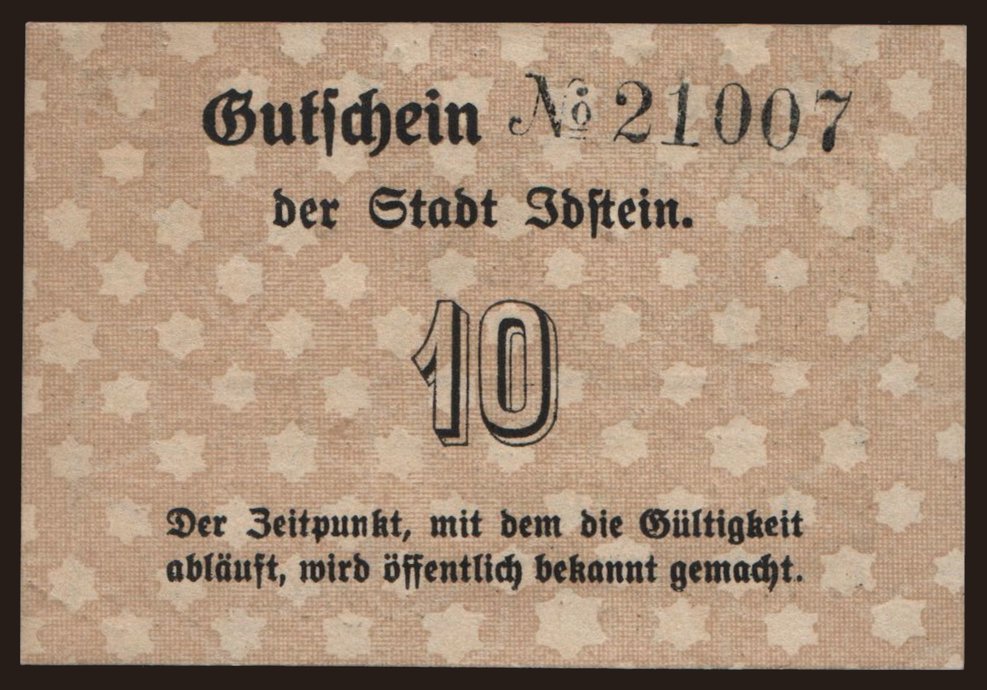 Gutschein № 21007
der Stadt Idstein.
10
Der Zeitpunkt, mit dem die Gültigkeit
abläuft, wird öffentlich bekannt gemacht.